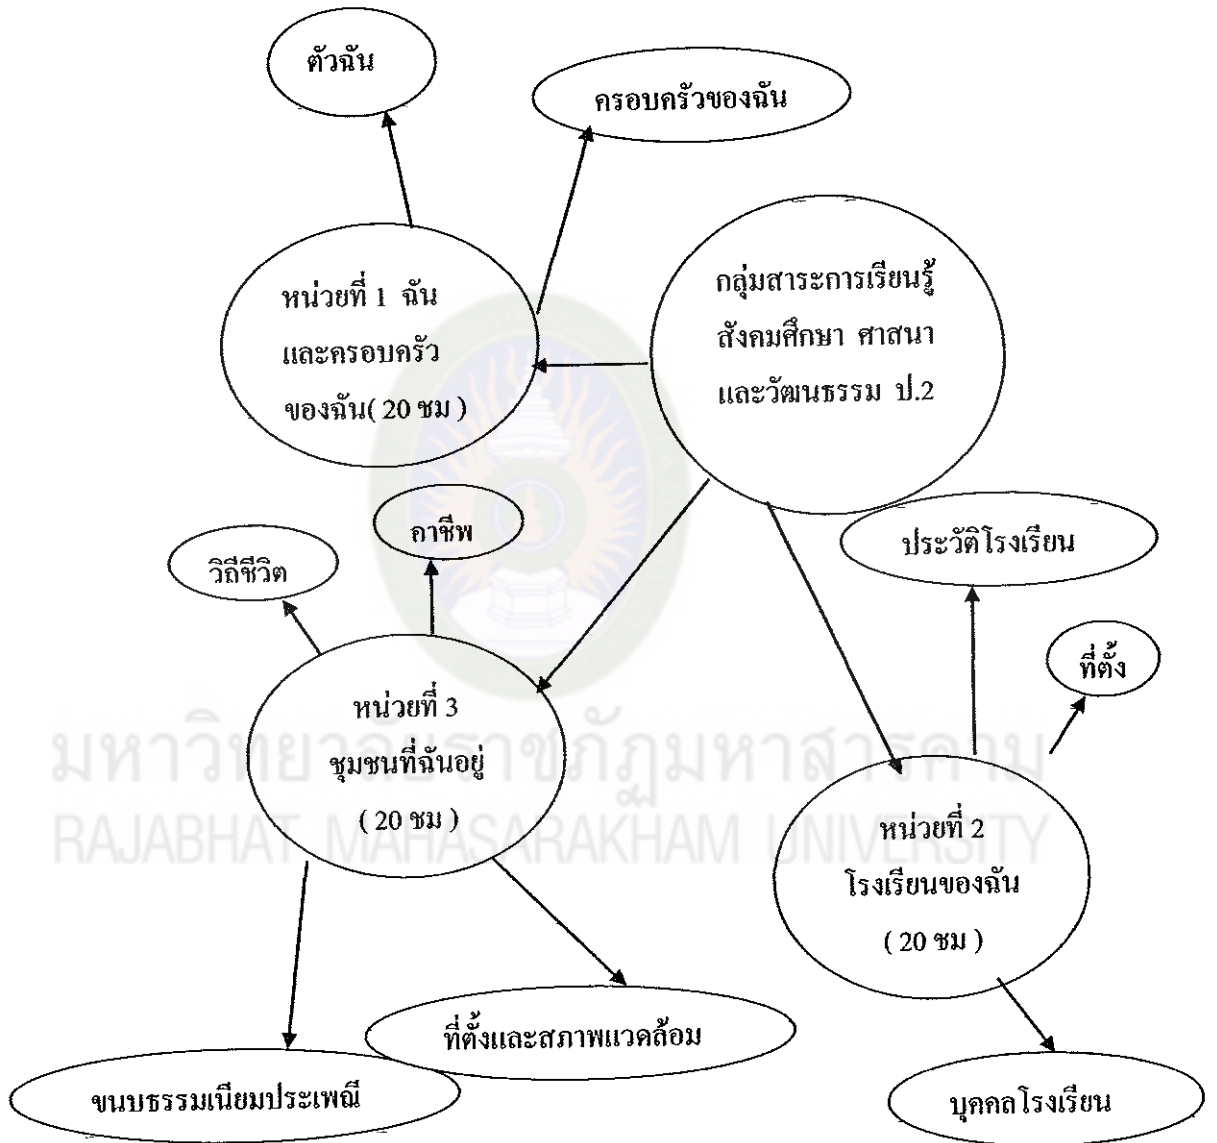 ตัวฉัน
ครอบครัวของฉัน
กลุ่มสาระการเรียนรู้
สังคมศึกษา ศาสนา
และวัฒนธรรม ป.2
หน่วยที่ 1 ฉัน
และครอบครัว
ของฉัน( 20 ชม )
อาชีพ
วิถีชีวิต
ประวัติโรงเรียน
ที่ตั้ง
หน่วยที่ 3
ชุมชนที่ฉันอยู่
( 20 ชม )
มหาวิทยาลัยราชภัฏมหาสารคาม
RAJABHAT MAHASARAKHAM UNIVERSITY
หน่วยที่ 2
โรงเรียนของฉัน
( 20 ชม )
ที่ตั้งและสภาพแวดล้อม
ขนบธรรมเนียมประเพณี
บุคคลโรงเรียน